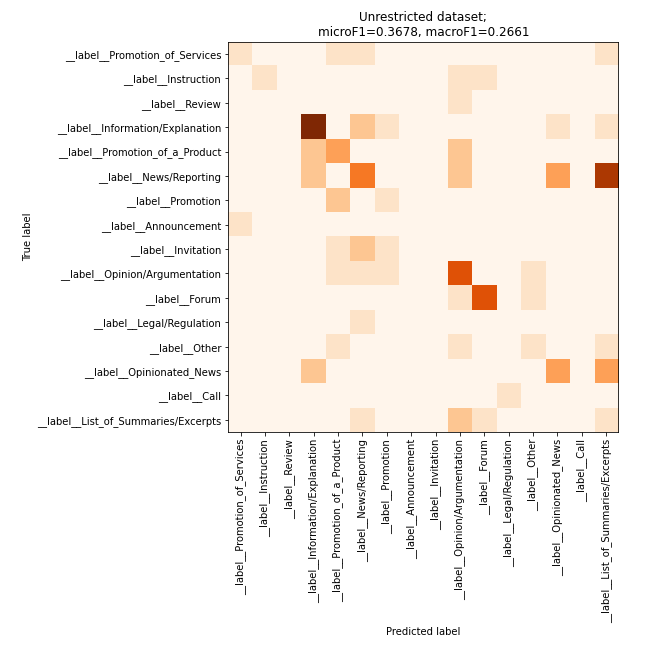 Unrestricted dataset;
microF1=0.3678, macroF1=0.2661
True label
__label__Promotion_of_Services
__label__Instruction
__label__Review
__label__Information/Explanation
__label__Promotion_of_a_Product
__label__News/Reporting
__label__Promotion
__label__Announcement
__label__Invitation
__label__Opinion/Argumentation
__label__Forum
__label__Legal/Regulation
__label__Other
__label__Opinionated_News
__label__Call
__label__List_of_Summaries/Excerpts
__label__Promotion_of_Services
__label__Instruction
__label__Review
__label__Information/Explanation
__label__Promotion_of_a_Product
__label__News/Reporting
__label__Promotion
__label__Announcement
__label__Invitation
__label__Opinion/Argumentation
__label__Forum
__label__Legal/Regulation
__label__Other
__label__Opinionated_News
__label__Call
__label__List_of_Summaries/Excerpts
Predicted label